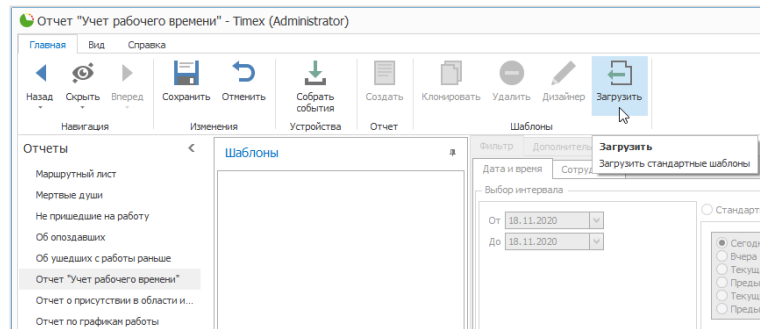 Отчет "Учет рабочего времени" - Timex (Administrator)
Главная Вид Справка
Назад Скрыть Вперед Сохранить Отменить Собрать события Создать Клонировать Удалить Дизайнер Загрузить
Навигация Изменения Устройства Отчет Шаблоны
Отчеты
Шаблоны
Фильтр Дополнитель
Загрузить
Загрузить стандартные шаблоны
Маршрутный лист
Мертвые души
Не пришедшие на работу
Об опоздавших
Об ушедших с работы раньше
Отчет "Учет рабочего времени"
Отчет о присутствии в области и...
Отчет по графикам работы
Дата и время Сотруд
Выбор интервала
От 18.11.2020
До 18.11.2020
Стандарт
Сегодн
Вчера
Текущ
Преды
Текущ
Преды